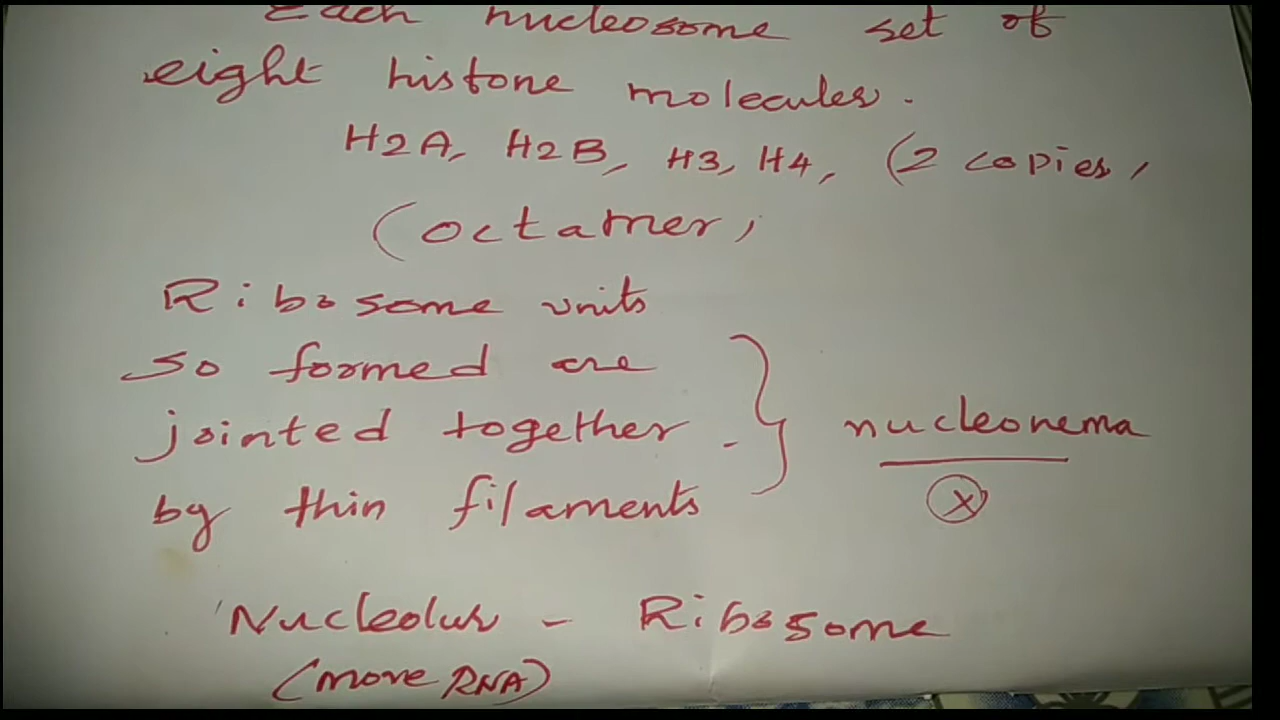 Each nucleosome set of
eight histone molecules.
H2A, H2B, H3, H4, (2 copies,
(octamer,
Ribosome units
so formed are
jointed together -
by thin filaments
nucleonema
X
Nucleolus - Ribosome
(more RNA)